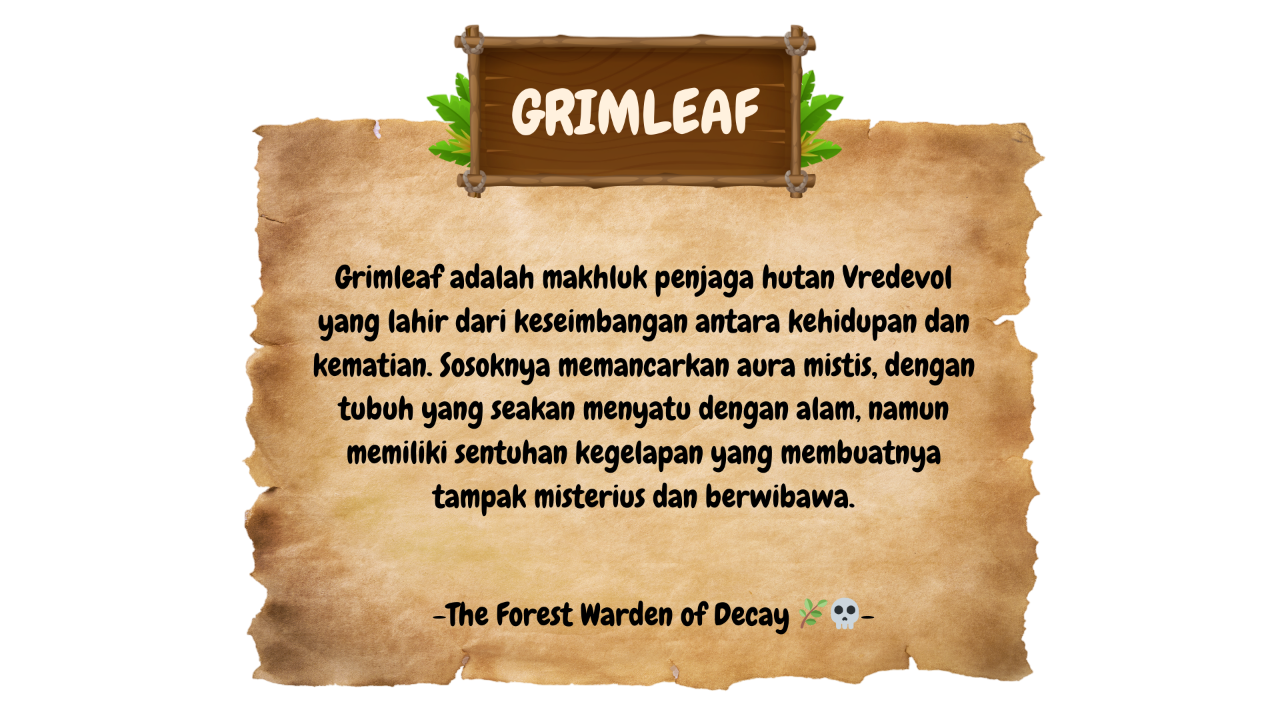 GRIMLEAF
Grimleaf adalah makhluk penjaga hutan Vredevol
yang lahir dari keseimbangan antara kehidupan dan
kematian. Sosoknya memancarkan aura mistis, dengan
tubuh yang seakan menyatu dengan alam, namun
memiliki sentuhan kegelapan yang membuatnya
tampak misterius dan berwibawa.
-The Forest Warden of Decay 🌿💀-